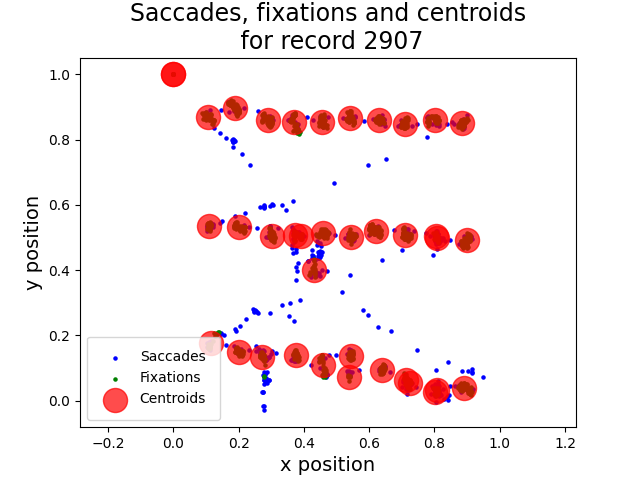 Saccades, fixations and centroids
for record 2907
y position
1.0
0.8
0.6
0.4
0.2
0.0
Saccades
Fixations
Centroids
−0.2 0.0 0.2 0.4 0.6 0.8 1.0 1.2
x position